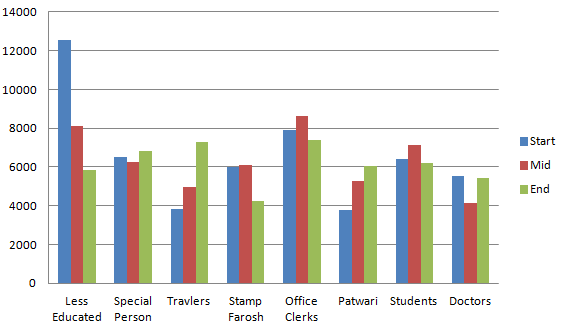 14000
12000
10000
8000
6000
4000
2000
0
Less Educated
Special Person
Travlers
Stamp Farosh
Office Clerks
Patwari
Students
Doctors
Start
Mid
End